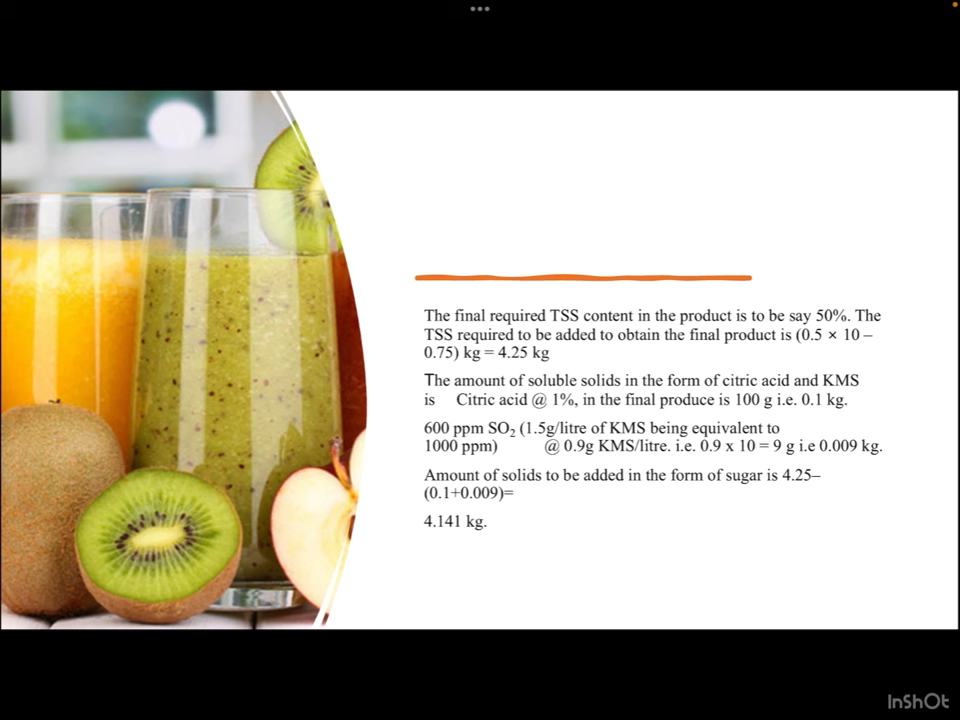 The final required TSS content in the product is to be say 50%. The
TSS required to be added to obtain the final product is (0.5 × 10 –
0.75) kg = 4.25 kg
The amount of soluble solids in the form of citric acid and KMS
is Citric acid @ 1%, in the final produce is 100 g i.e. 0.1 kg.
600 ppm SO₂ (1.5g/litre of KMS being equivalent to
1000 ppm) @ 0.9g KMS/litre. i.e. 0.9 x 10 = 9 g i.e 0.009 kg.
Amount of solids to be added in the form of sugar is 4.25–
(0.1+0.009)=
4.141 kg.
InShOt